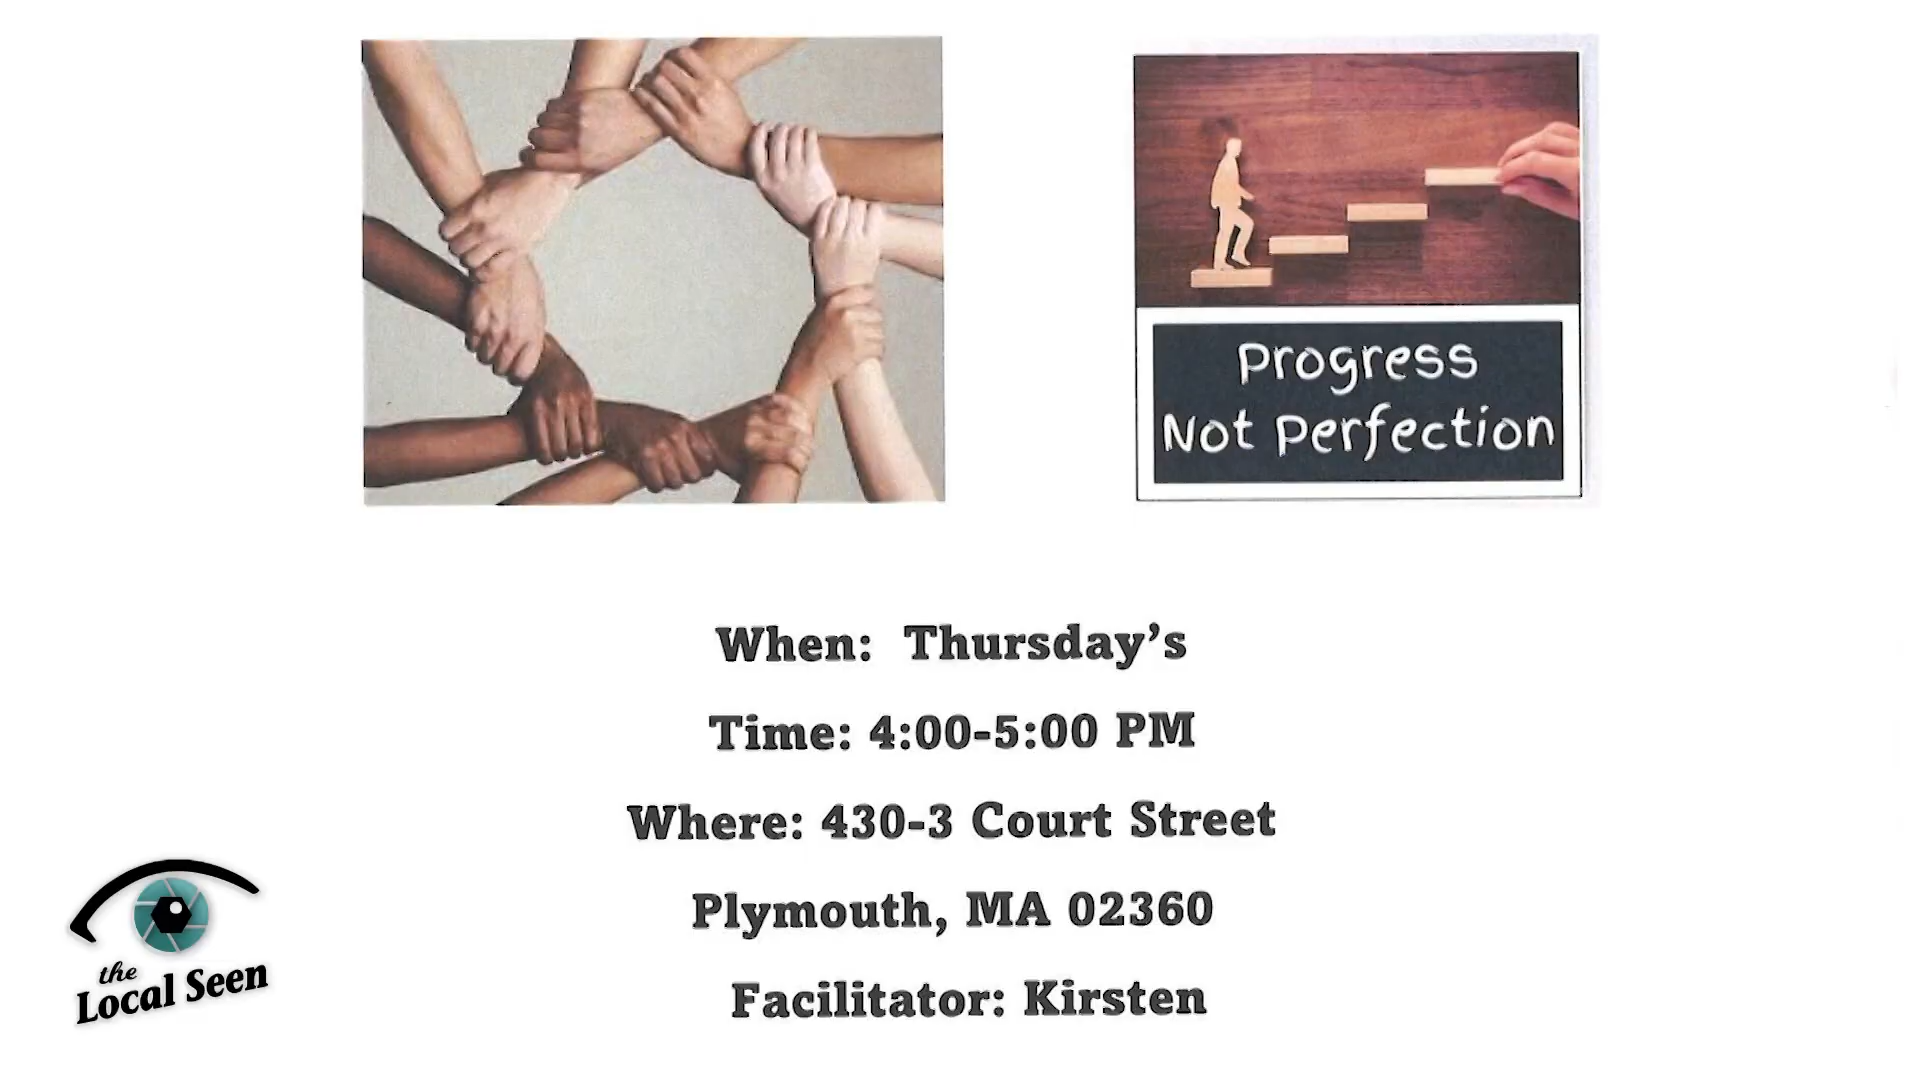 Progress
Not Perfection
When: Thursday’s
Time: 4:00-5:00 PM
Where: 430-3 Court Street
Plymouth, MA 02360
Facilitator: Kirsten
the
Local Seen